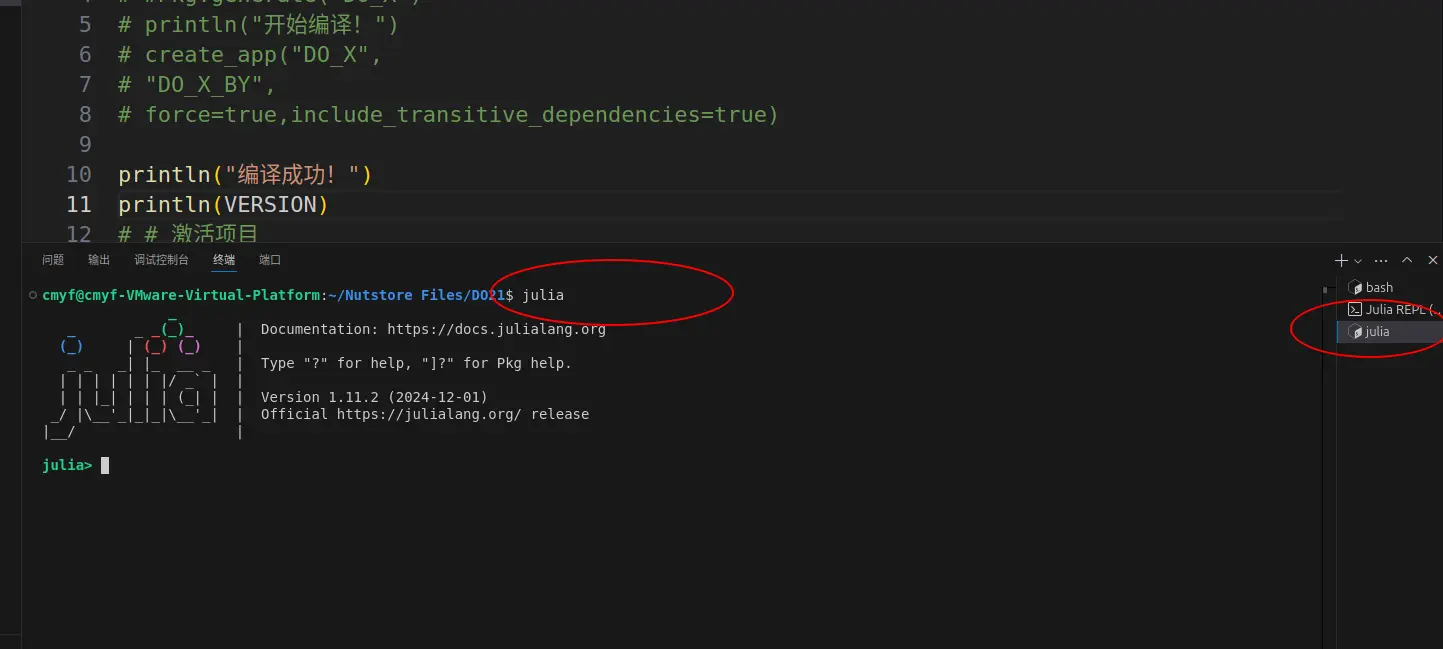 5 # println("开始编译！")
6 # create_app("DO_X",
7 # "DO_X_BY",
8 # force=true,include_transitive_dependencies=true)
9
10 println("编译成功！")
11 println(VERSION)
12 # # 激活项目
问题 输出 调试控制台 终端 端口
cmyf@cmyf-VMware-Virtual-Platform:~/Nutstore Files/DO21$ julia
Documentation: https://docs.julialang.org
Type "?" for help, "]?" for Pkg help.
Version 1.11.2 (2024-12-01)
Official https://julialang.org/ release
julia>
bash
Julia REPL (...
julia